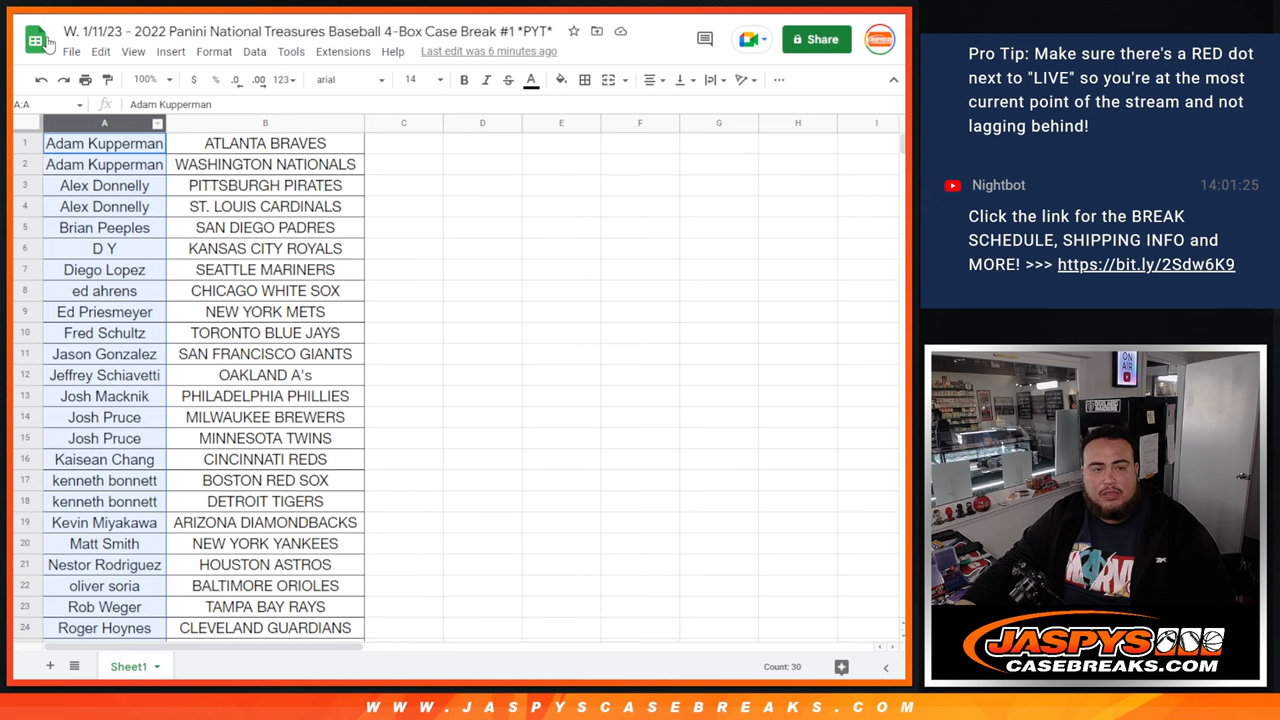 W. 1/11/23 - 2022 Panini National Treasures Baseball 4-Box Case Break #1 *PYT*
File Edit View Insert Format Data Tools Extensions Help Last edit was 6 minutes ago
Share
100% $ % .0 .00 123 arial 14 B I S A
A:A fx Adam Kupperman
A B C D E F G H I
1 Adam Kupperman ATLANTA BRAVES
2 Adam Kupperman WASHINGTON NATIONALS
3 Alex Donnelly PITTSBURGH PIRATES
4 Alex Donnelly ST. LOUIS CARDINALS
5 Brian Peeples SAN DIEGO PADRES
6 D Y KANSAS CITY ROYALS
7 Diego Lopez SEATTLE MARINERS
8 ed ahrens CHICAGO WHITE SOX
9 Ed Priesmeyer NEW YORK METS
10 Fred Schultz TORONTO BLUE JAYS
11 Jason Gonzalez SAN FRANCISCO GIANTS
12 Jeffrey Schiavetti OAKLAND A's
13 Josh Macknik PHILADELPHIA PHILLIES
14 Josh Pruce MILWAUKEE BREWERS
15 Josh Pruce MINNESOTA TWINS
16 Kaisean Chang CINCINNATI REDS
17 kenneth bonnett BOSTON RED SOX
18 kenneth bonnett DETROIT TIGERS
19 Kevin Miyakawa ARIZONA DIAMONDBACKS
20 Matt Smith NEW YORK YANKEES
21 Nestor Rodriguez HOUSTON ASTROS
22 oliver soria BALTIMORE ORIOLES
23 Rob Weger TAMPA BAY RAYS
24 Roger Hoynes CLEVELAND GUARDIANS
Sheet1
Count: 30
Pro Tip: Make sure there's a RED dot
next to "LIVE" so you're at the most
current point of the stream and not
lagging behind!
Nightbot 14:01:25
Click the link for the BREAK
SCHEDULE, SHIPPING INFO and
MORE! >>> https://bit.ly/2Sdw6K9
ON
AIR
MARV
JASPYS
CASEBREAKS.COM
WWW.JASPYSCASEBREAKS.COM